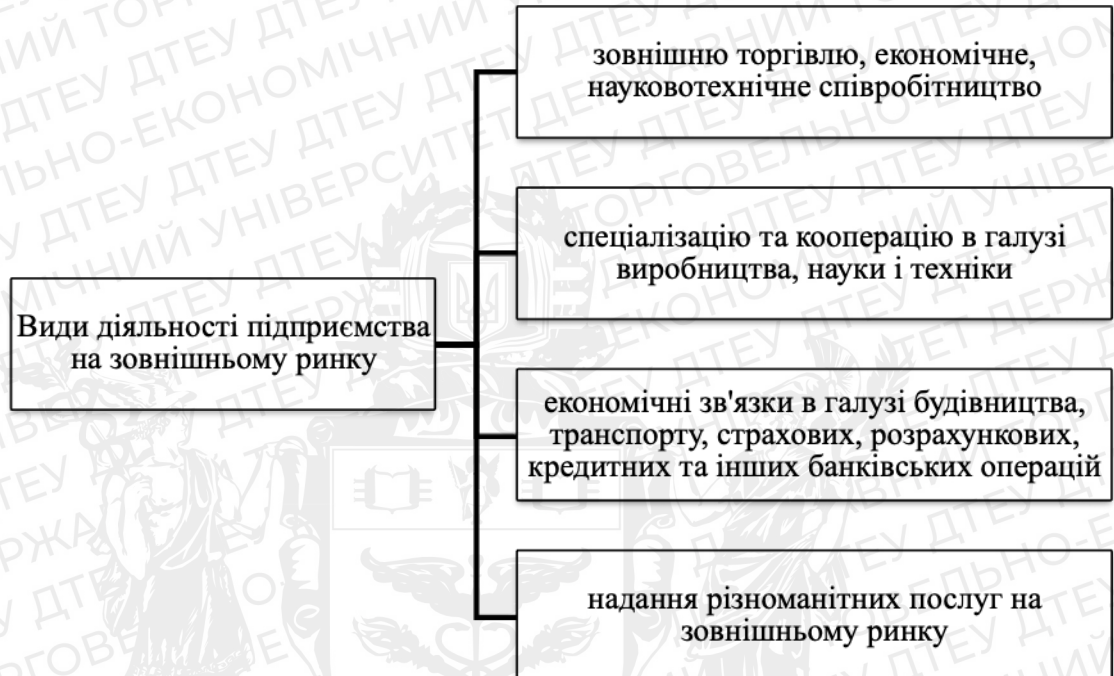 зовнішню торгівлю, економічне,
науковотехнічне співробітництво
спеціалізацію та кооперацію в галузі
виробництва, науки і техніки
Види діяльності підприємства
на зовнішньому ринку
економічні зв'язки в галузі будівництва,
транспорту, страхових, розрахункових,
кредитних та інших банківських операцій
надання різноманітних послуг на
зовнішньому ринку